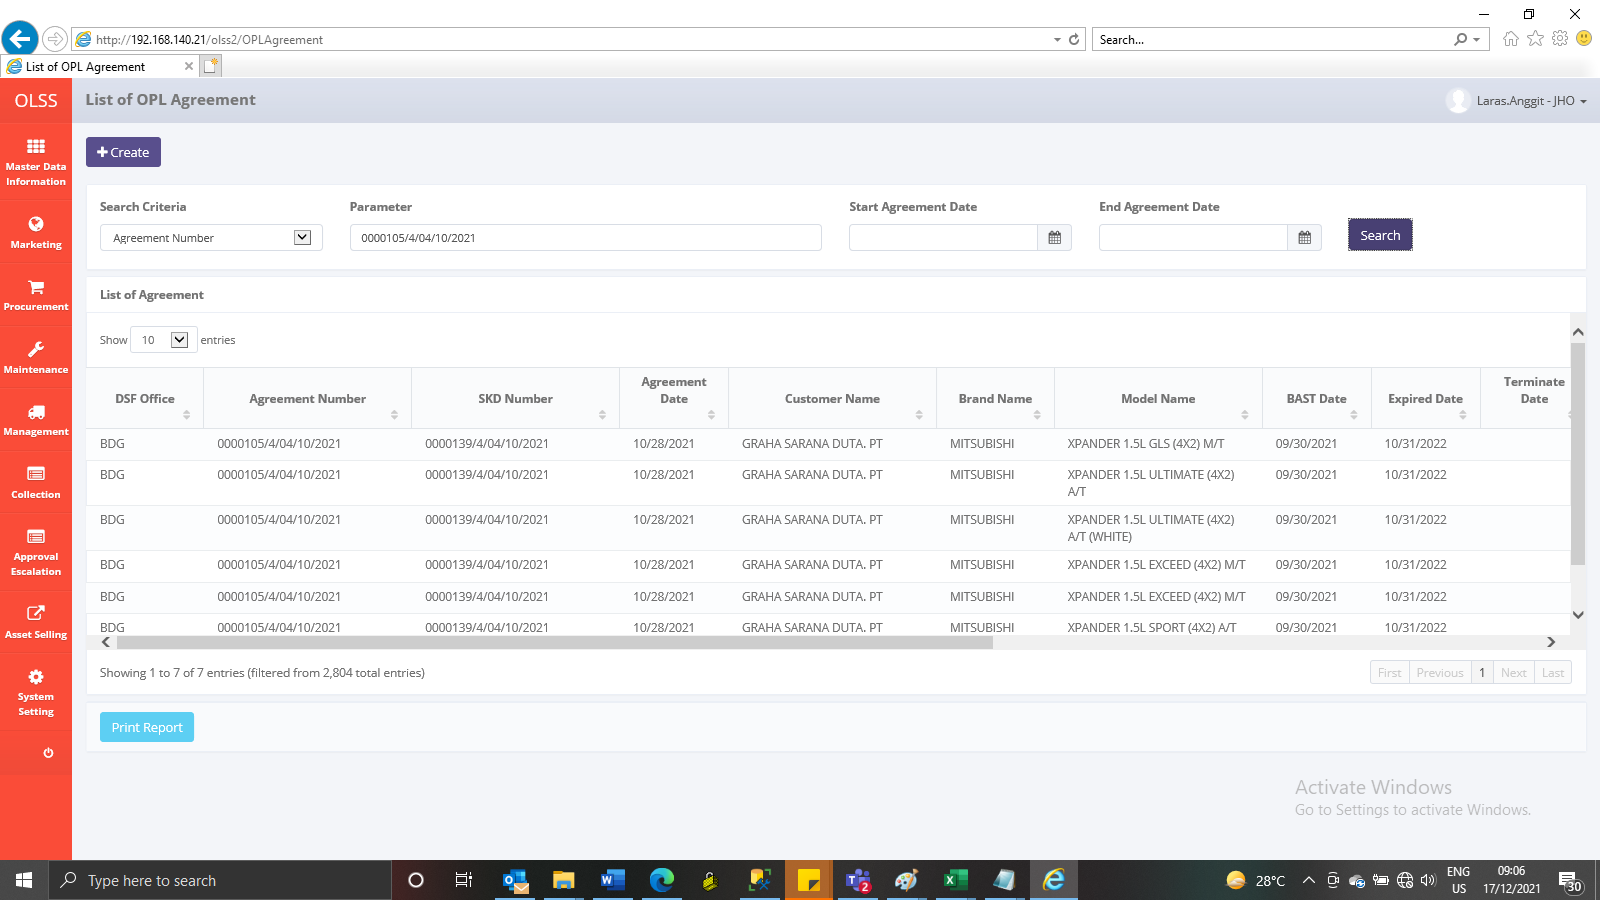 http://192.168.140.21/olss2/OPLAgreement
Search...
List of OPL Agreement
OLSS
List of OPL Agreement
Laras.Anggit - JHO
Master Data
Information
Marketing
Procurement
Maintenance
Management
Collection
Approval
Escalation
Asset Selling
System
Setting
Create
Search Criteria Parameter Start Agreement Date End Agreement Date
Agreement Number 0000105/4/04/10/2021 Search
List of Agreement
Show 10 entries
DSF Office Agreement Number SKD Number Agreement Date Customer Name Brand Name Model Name BAST Date Expired Date Terminate Date
BDG 0000105/4/04/10/2021 0000139/4/04/10/2021 10/28/2021 GRAHA SARANA DUTA. PT MITSUBISHI XPANDER 1.5L GLS (4X2) M/T 09/30/2021 10/31/2022
BDG 0000105/4/04/10/2021 0000139/4/04/10/2021 10/28/2021 GRAHA SARANA DUTA. PT MITSUBISHI XPANDER 1.5L ULTIMATE (4X2) A/T 09/30/2021 10/31/2022
BDG 0000105/4/04/10/2021 0000139/4/04/10/2021 10/28/2021 GRAHA SARANA DUTA. PT MITSUBISHI XPANDER 1.5L ULTIMATE (4X2) A/T (WHITE) 09/30/2021 10/31/2022
BDG 0000105/4/04/10/2021 0000139/4/04/10/2021 10/28/2021 GRAHA SARANA DUTA. PT MITSUBISHI XPANDER 1.5L EXCEED (4X2) M/T 09/30/2021 10/31/2022
BDG 0000105/4/04/10/2021 0000139/4/04/10/2021 10/28/2021 GRAHA SARANA DUTA. PT MITSUBISHI XPANDER 1.5L EXCEED (4X2) M/T 09/30/2021 10/31/2022
BDG 0000105/4/04/10/2021 0000139/4/04/10/2021 10/28/2021 GRAHA SARANA DUTA. PT MITSUBISHI XPANDER 1.5L SPORT (4X2) A/T 09/30/2021 10/31/2022
Showing 1 to 7 of 7 entries (filtered from 2,804 total entries)
First Previous 1 Next Last
Print Report
Activate Windows
Go to Settings to activate Windows.
Type here to search
2
28°C
ENG
US
09:06
17/12/2021
30